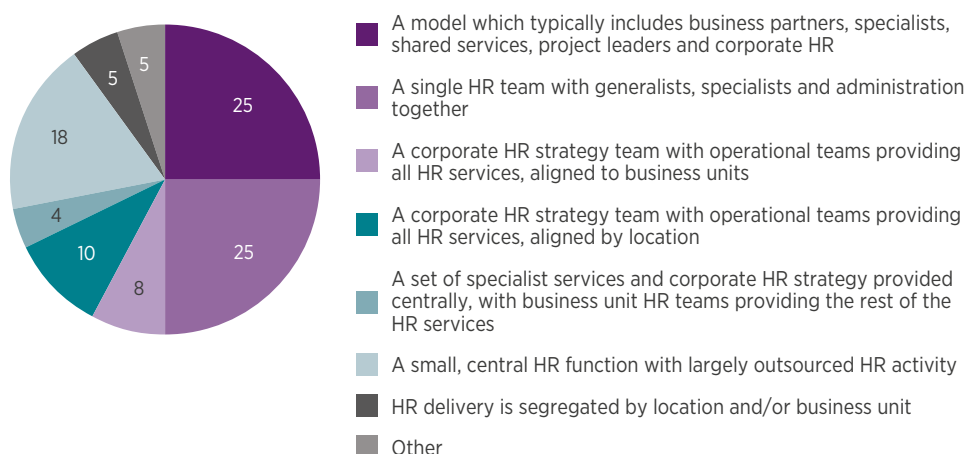 A model which typically includes business partners, specialists,
shared services, project leaders and corporate HR
A single HR team with generalists, specialists and administration
together
A corporate HR strategy team with operational teams providing
all HR services, aligned to business units
A corporate HR strategy team with operational teams providing
all HR services, aligned by location
A set of specialist services and corporate HR strategy provided
centrally, with business unit HR teams providing the rest of the
HR services
A small, central HR function with largely outsourced HR activity
HR delivery is segregated by location and/or business unit
Other
25
25
8
10
4
18
5
5